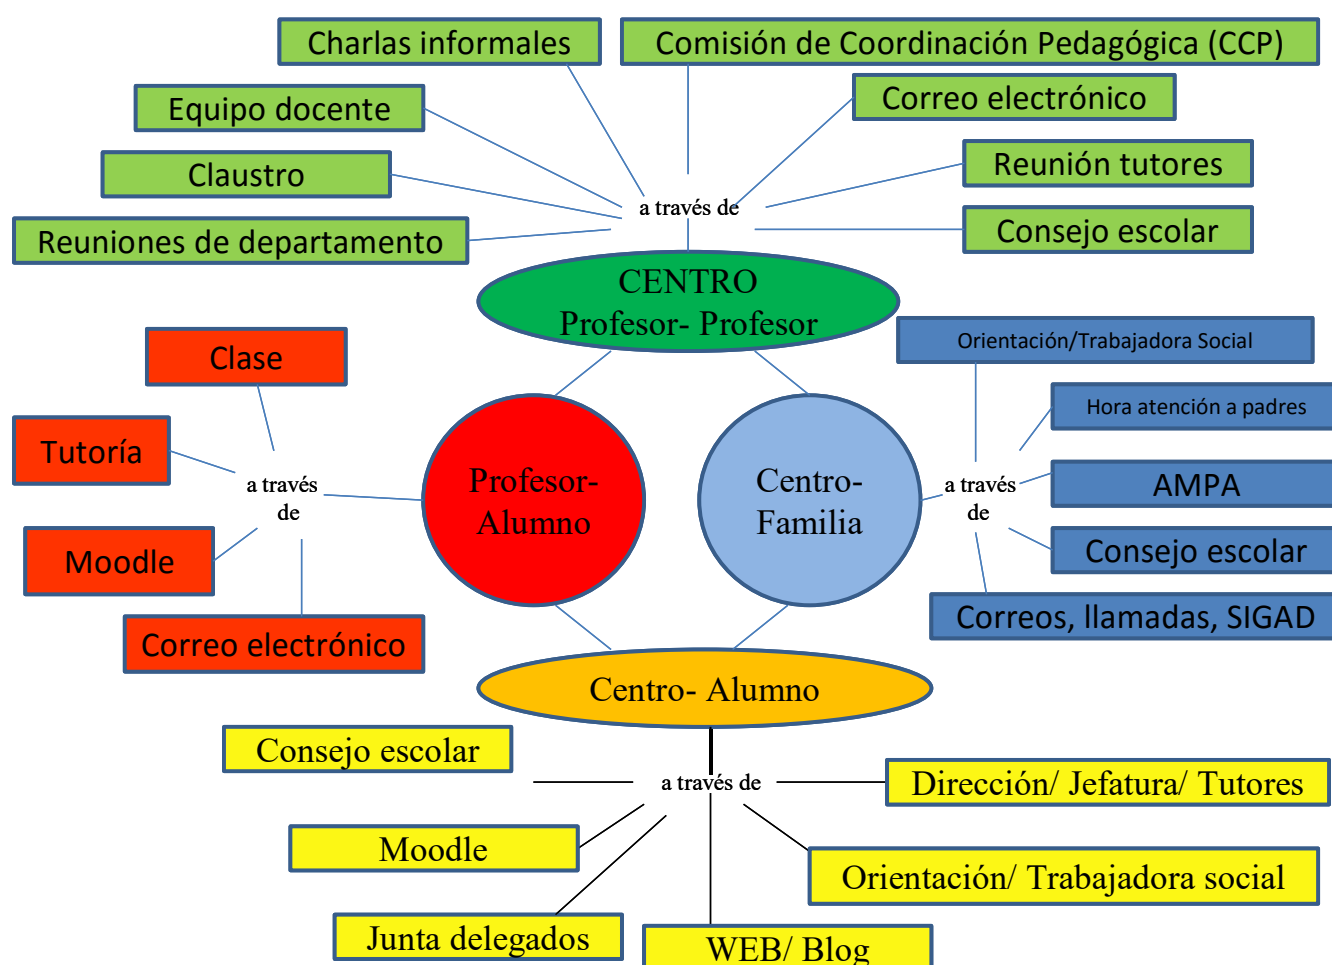 Charlas informales
Comisión de Coordinación Pedagógica (CCP)
Equipo docente
Correo electrónico
Claustro
Reunión tutores
a través de
Reuniones de departamento
Consejo escolar
CENTRO
Profesor- Profesor
Clase
Orientación/Trabajadora Social
Hora atención a padres
Tutoría
a través
de
Profesor-
Alumno
Centro-
Familia
a través
de
AMPA
Moodle
Consejo escolar
Correo electrónico
Correos, llamadas, SIGAD
Centro- Alumno
Consejo escolar
a través de
Dirección/ Jefatura/ Tutores
Moodle
Orientación/ Trabajadora social
Junta delegados
WEB/ Blog